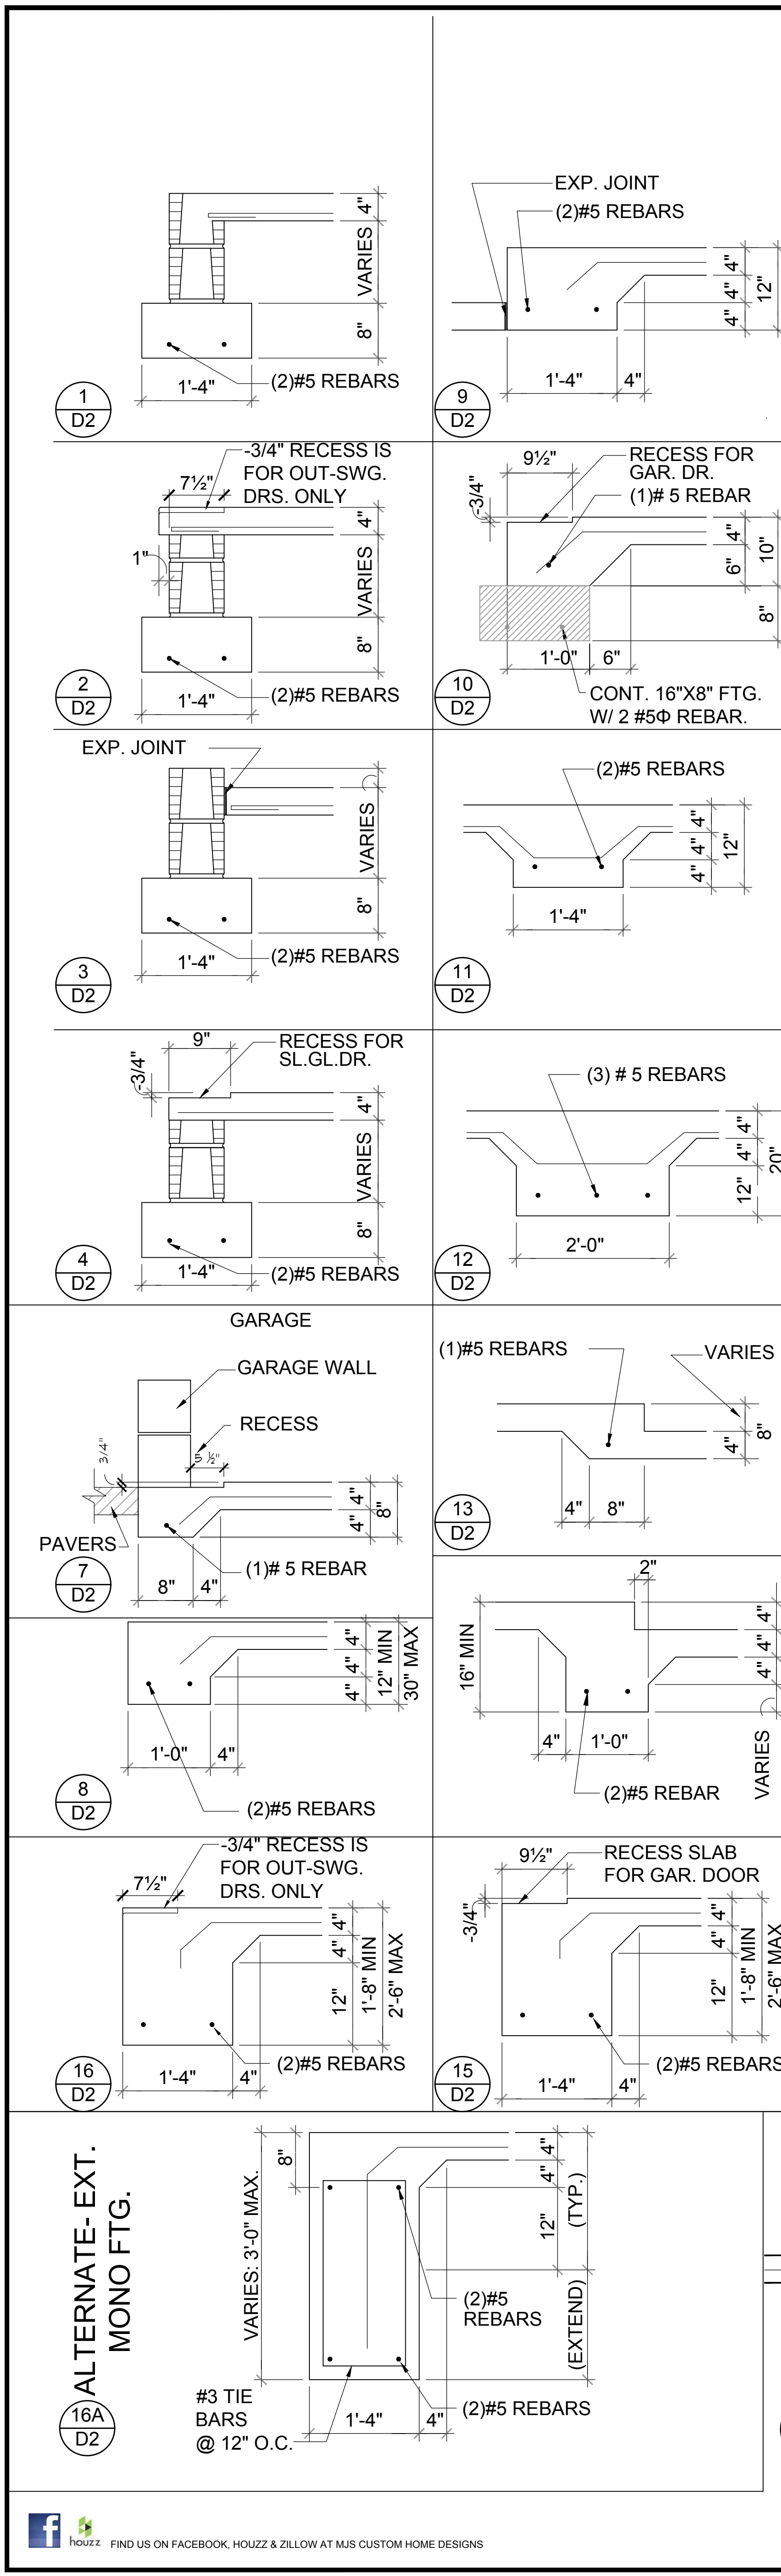 4"
VARIES
8"
1'-4"
(2)#5 REBARS
1
D2
EXP. JOINT
(2)#5 REBARS
4"
4"
4"
12"
1'-4"
4"
9
D2
-3/4" RECESS IS
FOR OUT-SWG.
DRS. ONLY
7½"
1"
4"
VARIES
8"
1'-4"
(2)#5 REBARS
2
D2
RECESS FOR
GAR. DR.
9½"
-3/4"
(1)# 5 REBAR
4"
6"
10"
8"
1'-0"
6"
CONT. 16"X8" FTG.
W/ 2 #5Φ REBAR.
10
D2
EXP. JOINT
VARIES
8"
1'-4"
(2)#5 REBARS
3
D2
(2)#5 REBARS
4"
4"
4"
12"
1'-4"
11
D2
9"
RECESS FOR
SL.GL.DR.
-3/4"
4"
VARIES
8"
1'-4"
(2)#5 REBARS
4
D2
(3) # 5 REBARS
4"
4"
12"
20"
2'-0"
12
D2
GARAGE
GARAGE WALL
RECESS
5 ½"
3/4"
4"
4"
8"
PAVERS
(1)# 5 REBAR
8"
4"
7
D2
(1)#5 REBARS
VARIES
4"
8"
4"
8"
13
D2
4"
4"
4"
12" MIN
30" MAX
1'-0"
4"
(2)#5 REBARS
8
D2
2"
16" MIN
4"
4"
4"
VARIES
4"
1'-0"
(2)#5 REBAR
-3/4" RECESS IS
FOR OUT-SWG.
DRS. ONLY
7½"
4"
4"
12"
1'-8" MIN
2'-6" MAX
(2)#5 REBARS
1'-4"
4"
16
D2
9½"
RECESS SLAB
FOR GAR. DOOR
-3/4"
4"
4"
12"
1'-8" MIN
2'-6" MAX
(2)#5 REBARS
1'-4"
4"
15
D2
ALTERNATE- EXT.
MONO FTG.
16A
D2
VARIES: 3'-0" MAX.
8"
4"
4"
12"
(TYP.)
(EXTEND)
(2)#5
REBARS
(2)#5 REBARS
#3 TIE
BARS
@ 12" O.C.
1'-4"
4"
f
houzz
FIND US ON FACEBOOK, HOUZZ & ZILLOW AT MJS CUSTOM HOME DESIGNS